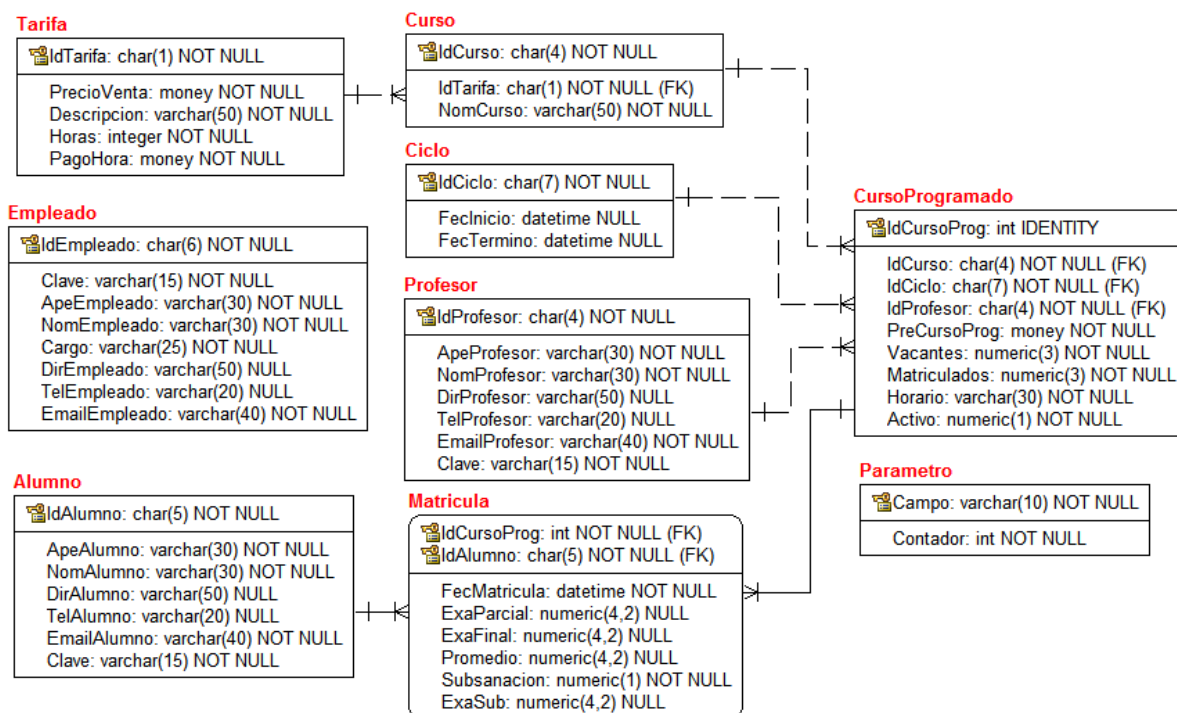 Tarifa
IdTarifa: char(1) NOT NULL
PrecioVenta: money NOT NULL
Descripcion: varchar(50) NOT NULL
Horas: integer NOT NULL
PagoHora: money NOT NULL
Curso
IdCurso: char(4) NOT NULL
IdTarifa: char(1) NOT NULL (FK)
NomCurso: varchar(50) NOT NULL
Ciclo
IdCiclo: char(7) NOT NULL
FecInicio: datetime NULL
FecTermino: datetime NULL
Empleado
IdEmpleado: char(6) NOT NULL
Clave: varchar(15) NOT NULL
ApeEmpleado: varchar(30) NOT NULL
NomEmpleado: varchar(30) NOT NULL
Cargo: varchar(25) NOT NULL
DirEmpleado: varchar(50) NOT NULL
TelEmpleado: varchar(20) NULL
EmailEmpleado: varchar(40) NOT NULL
Profesor
IdProfesor: char(4) NOT NULL
ApeProfesor: varchar(30) NOT NULL
NomProfesor: varchar(30) NOT NULL
DirProfesor: varchar(50) NULL
TelProfesor: varchar(20) NULL
EmailProfesor: varchar(40) NOT NULL
Clave: varchar(15) NOT NULL
CursoProgramado
IdCursoProg: int IDENTITY
IdCurso: char(4) NOT NULL (FK)
IdCiclo: char(7) NOT NULL (FK)
IdProfesor: char(4) NOT NULL (FK)
PreCursoProg: money NOT NULL
Vacantes: numeric(3) NOT NULL
Matriculados: numeric(3) NOT NULL
Horario: varchar(30) NOT NULL
Activo: numeric(1) NOT NULL
Alumno
IdAlumno: char(5) NOT NULL
ApeAlumno: varchar(30) NOT NULL
NomAlumno: varchar(30) NOT NULL
DirAlumno: varchar(50) NULL
TelAlumno: varchar(20) NULL
EmailAlumno: varchar(40) NOT NULL
Clave: varchar(15) NOT NULL
Matricula
IdCursoProg: int NOT NULL (FK)
IdAlumno: char(5) NOT NULL (FK)
FecMatricula: datetime NOT NULL
ExaParcial: numeric(4,2) NULL
ExaFinal: numeric(4,2) NULL
Promedio: numeric(4,2) NULL
Subsanacion: numeric(1) NOT NULL
ExaSub: numeric(4,2) NULL
Parametro
Campo: varchar(10) NOT NULL
Contador: int NOT NULL